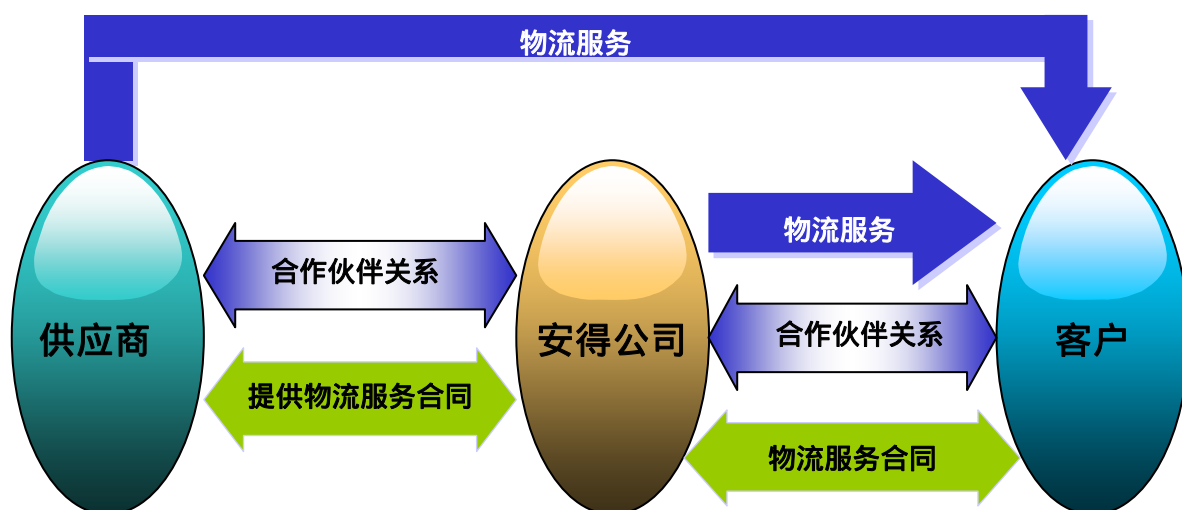 物流服务
物流服务
合作伙伴关系
合作伙伴关系
供应商
安得公司
客户
提供物流服务合同
物流服务合同